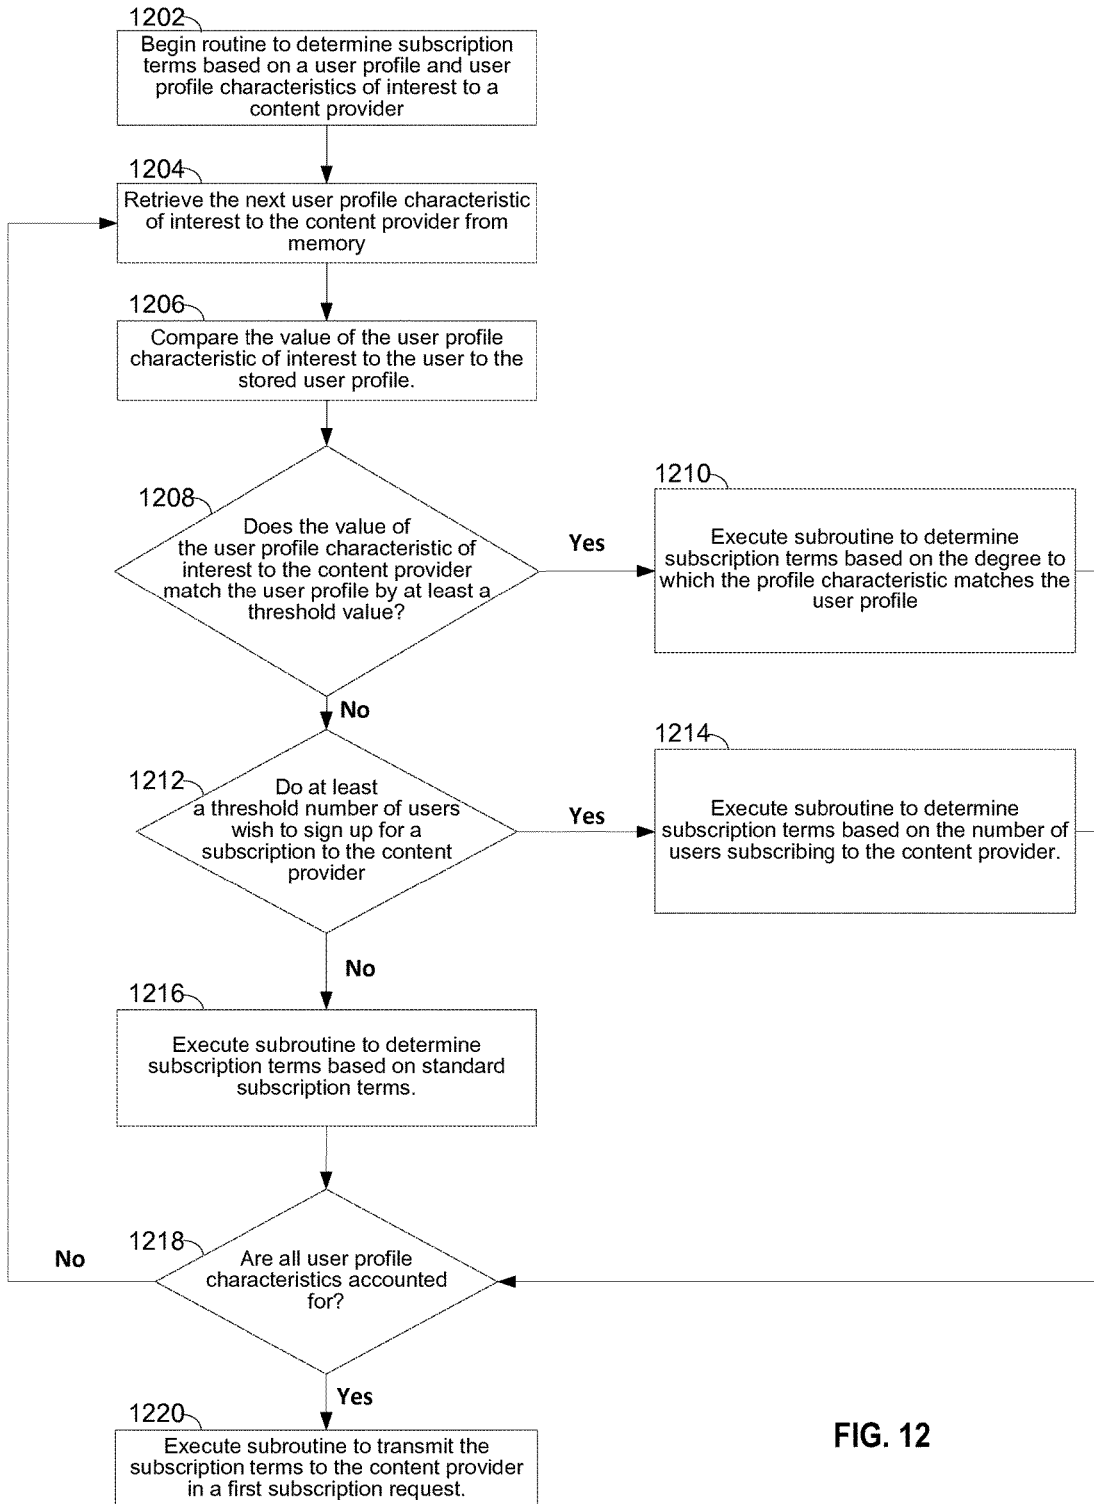 1202
Begin routine to determine subscription
terms based on a user profile and user
profile characteristics of interest to a
content provider
1204
Retrieve the next user profile characteristic
of interest to the content provider from
memory
1206
Compare the value of the user profile
characteristic of interest to the user to the
stored user profile.
1208
Does the value of
the user profile characteristic of
interest to the content provider
match the user profile by at least a
threshold value?
Yes
1210
Execute subroutine to determine
subscription terms based on the degree to
which the profile characteristic matches the
user profile
No
1212
Do at least
a threshold number of users
wish to sign up for a
subscription to the content
provider
Yes
1214
Execute subroutine to determine
subscription terms based on the number of
users subscribing to the content provider.
No
1216
Execute subroutine to determine
subscription terms based on standard
subscription terms.
1218
Are all user profile
characteristics accounted
for?
No
Yes
1220
Execute subroutine to transmit the
subscription terms to the content provider
in a first subscription request.
FIG. 12